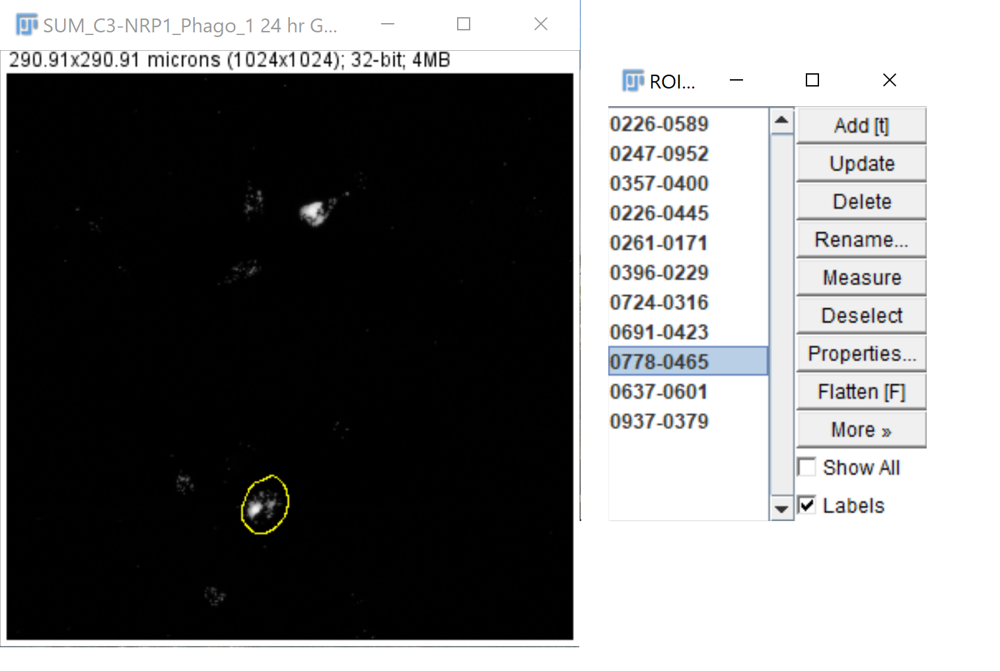 SUM_C3-NRP1_Phago_1 24 hr G...
290.91x290.91 microns (1024x1024); 32-bit; 4MB
ROI...
0226-0589
0247-0952
0357-0400
0226-0445
0261-0171
0396-0229
0724-0316
0691-0423
0778-0465
0637-0601
0937-0379
Add [t]
Update
Delete
Rename...
Measure
Deselect
Properties...
Flatten [F]
More »
Show All
Labels